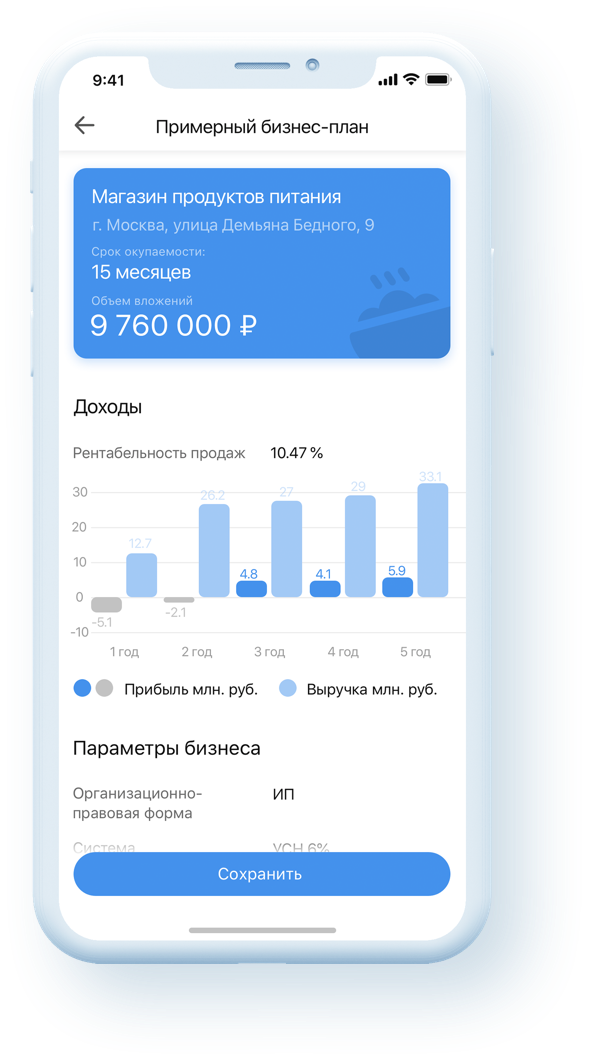 9:41
Примерный бизнес-план
Магазин продуктов питания
г. Москва, улица Демьяна Бедного, 9
Срок окупаемости:
15 месяцев
Объем вложений
9 760 000 ₽
Доходы
Рентабельность продаж 10.47 %
30
20
10
0
-10
-5.1
12.7
-2.1
26.2
4.8
27
4.1
29
5.9
33.1
1 год 2 год 3 год 4 год 5 год
Прибыль млн. руб. Выручка млн. руб.
Параметры бизнеса
Организационно-
правовая форма
ИП
Система УСН 6%
Сохранить